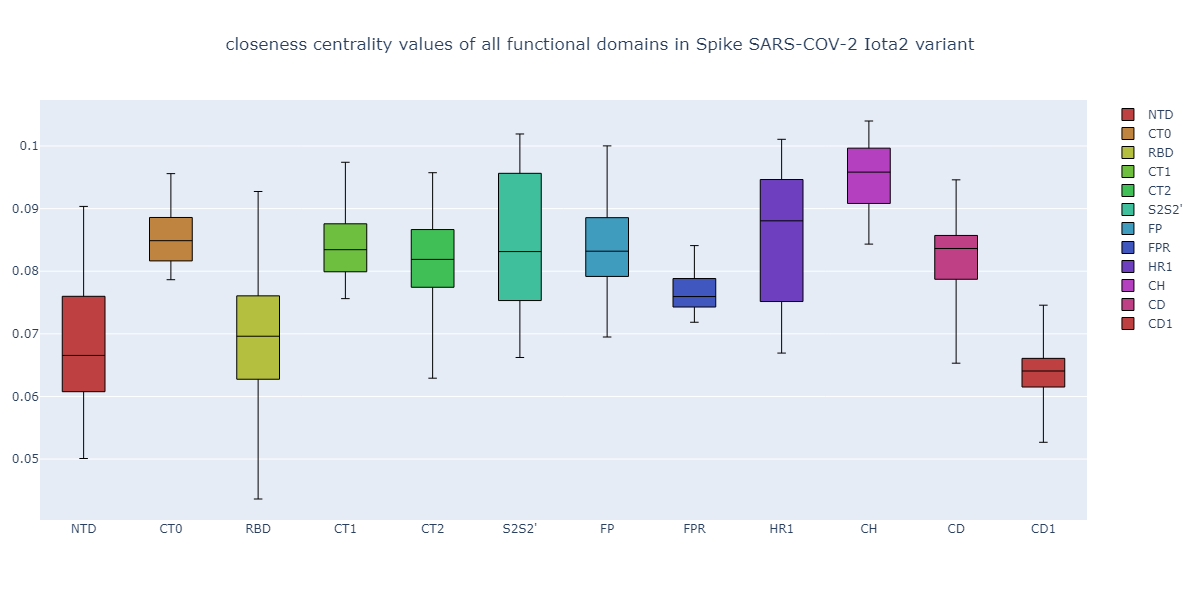 closeness centrality values of all functional domains in Spike SARS-COV-2 Iota2 variant
0.1
0.09
0.08
0.07
0.06
0.05
NTD CT0 RBD CT1 CT2 S2S2' FP FPR HR1 CH CD CD1
NTD
CT0
RBD
CT1
CT2
S2S2'
FP
FPR
HR1
CH
CD
CD1